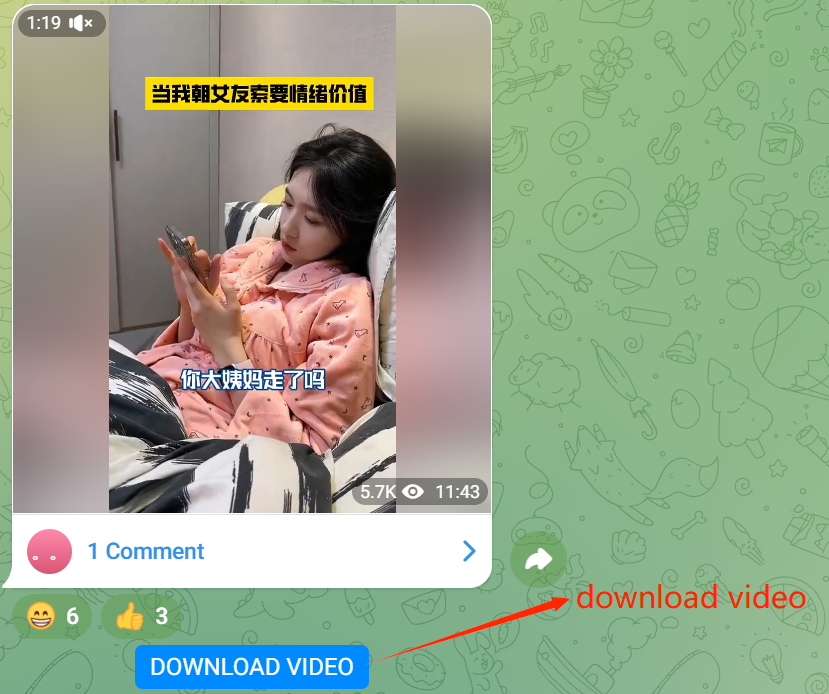 1:19
当我朝女友索要情绪价值
你大姨妈走了吗
5.7K 11:43
1 Comment
6 3
download video
DOWNLOAD VIDEO